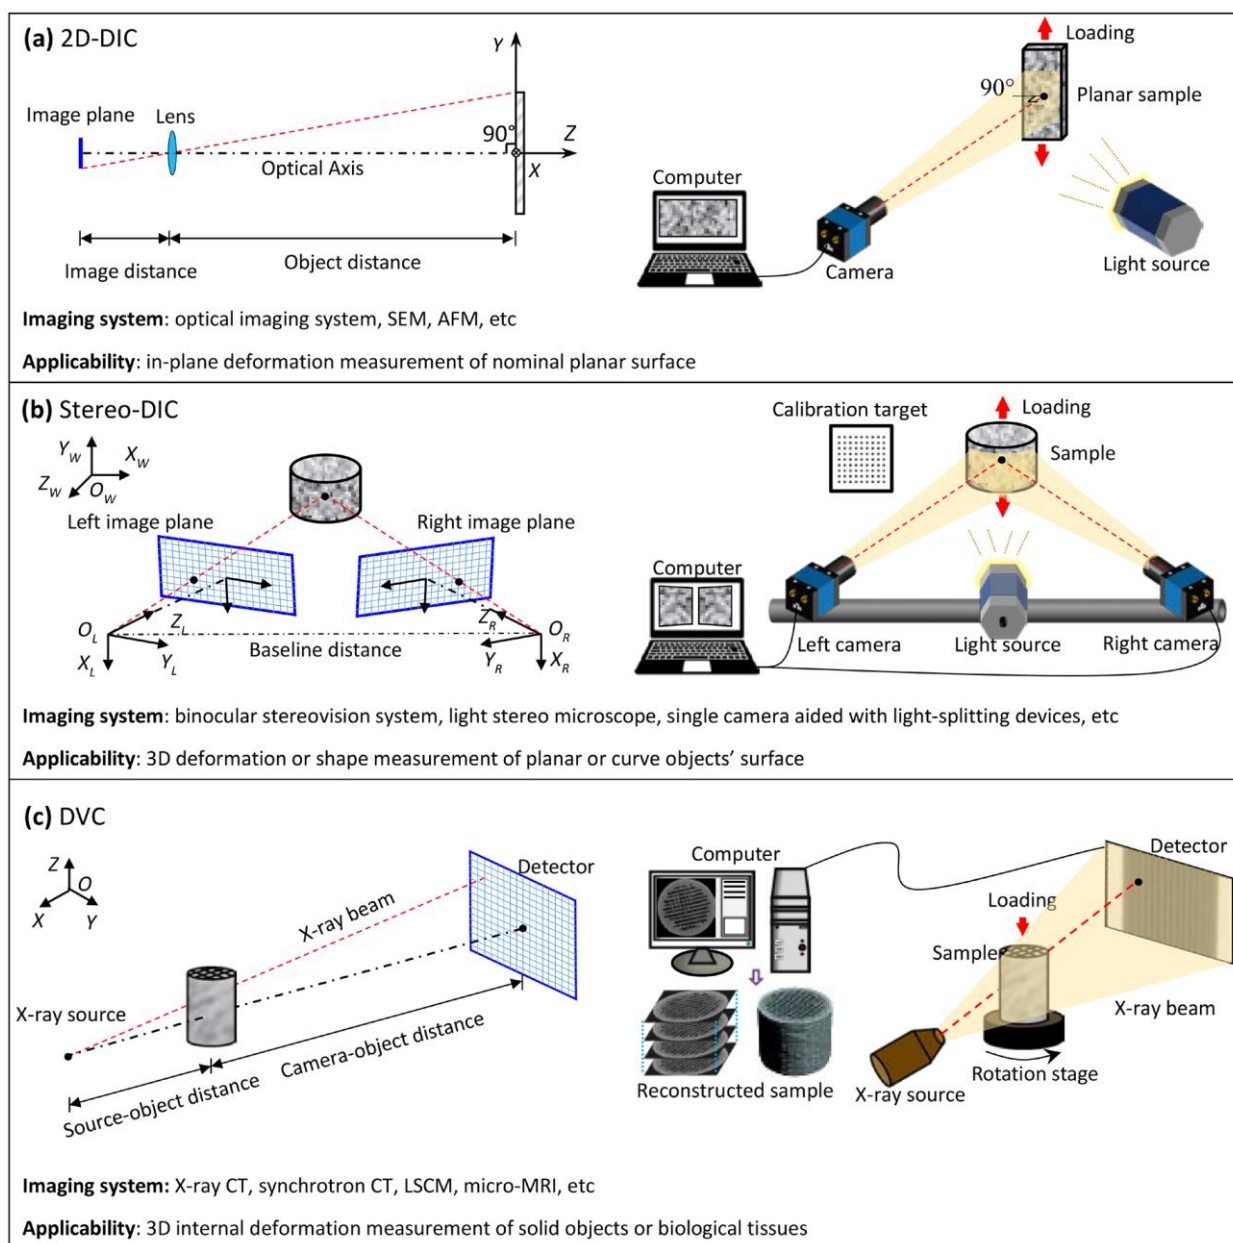 (a) 2D-DIC
Y
Image plane
Lens
90°
Z
Optical Axis
X
Image distance
Object distance
Loading
90°
Planar sample
Computer
Camera
Light source
Imaging system: optical imaging system, SEM, AFM, etc
Applicability: in-plane deformation measurement of nominal planar surface
(b) Stereo-DIC
Y_W
X_W
Z_W
O_W
Left image plane
Right image plane
O_L
Z_L
Z_R
O_R
Baseline distance
X_L
Y_L
Y_R
X_R
Calibration target
Loading
Sample
Computer
Left camera
Light source
Right camera
Imaging system: binocular stereovision system, light stereo microscope, single camera aided with light-splitting devices, etc
Applicability: 3D deformation or shape measurement of planar or curve objects’ surface
(c) DVC
Z
O
X
Y
Detector
X-ray beam
X-ray source
Camera-object distance
Source-object distance
Computer
Detector
Loading
Sample
X-ray beam
Reconstructed sample
X-ray source
Rotation stage
Imaging system: X-ray CT, synchrotron CT, LSCM, micro-MRI, etc
Applicability: 3D internal deformation measurement of solid objects or biological tissues